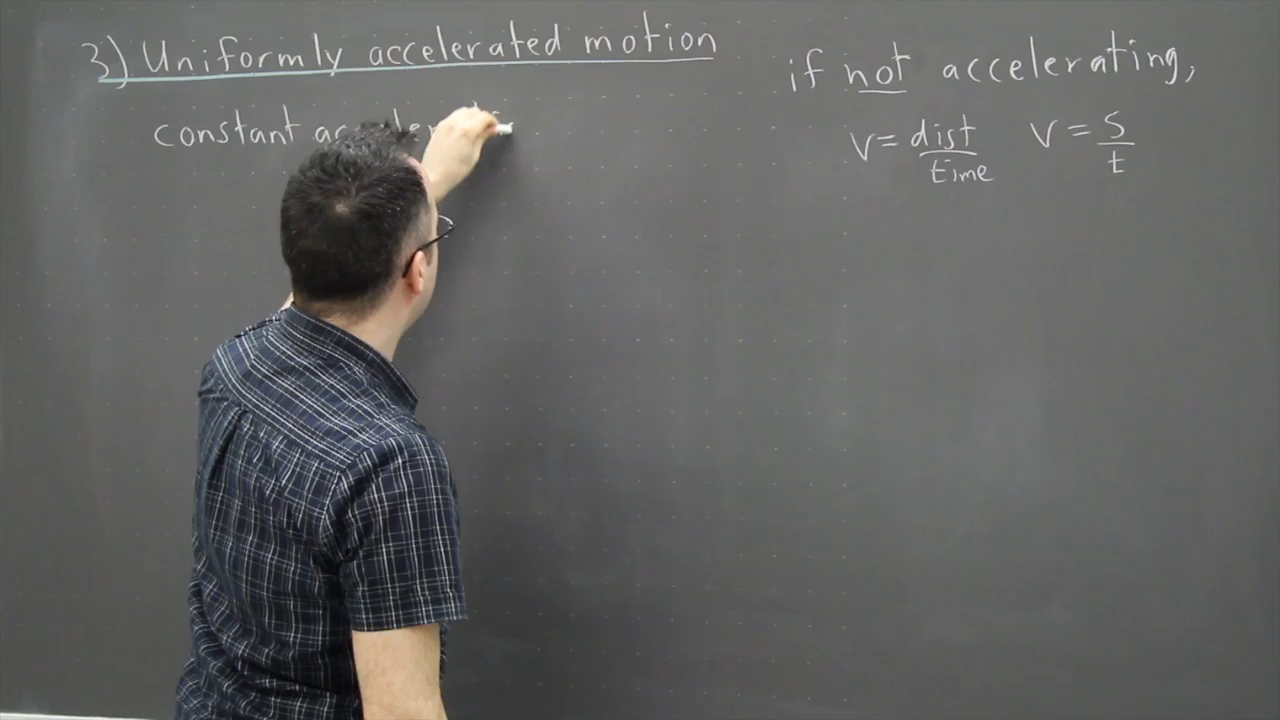 3) Uniformly accelerated motion
constant
if not accelerating,
v = dist / time v = s / t